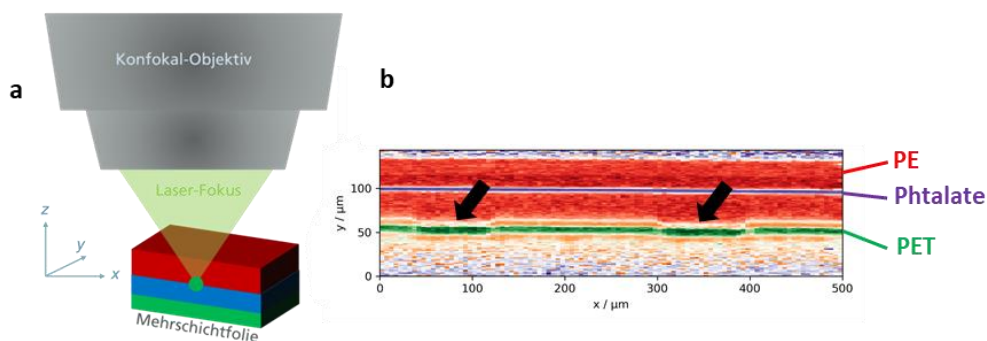 a
Konfokal-Objektiv
Laser-Fokus
z
y
x
Mehrschichtfolie
b
y / µm
100
50
0
0
100
200
300
400
500
x / µm
PE
Phtalate
PET